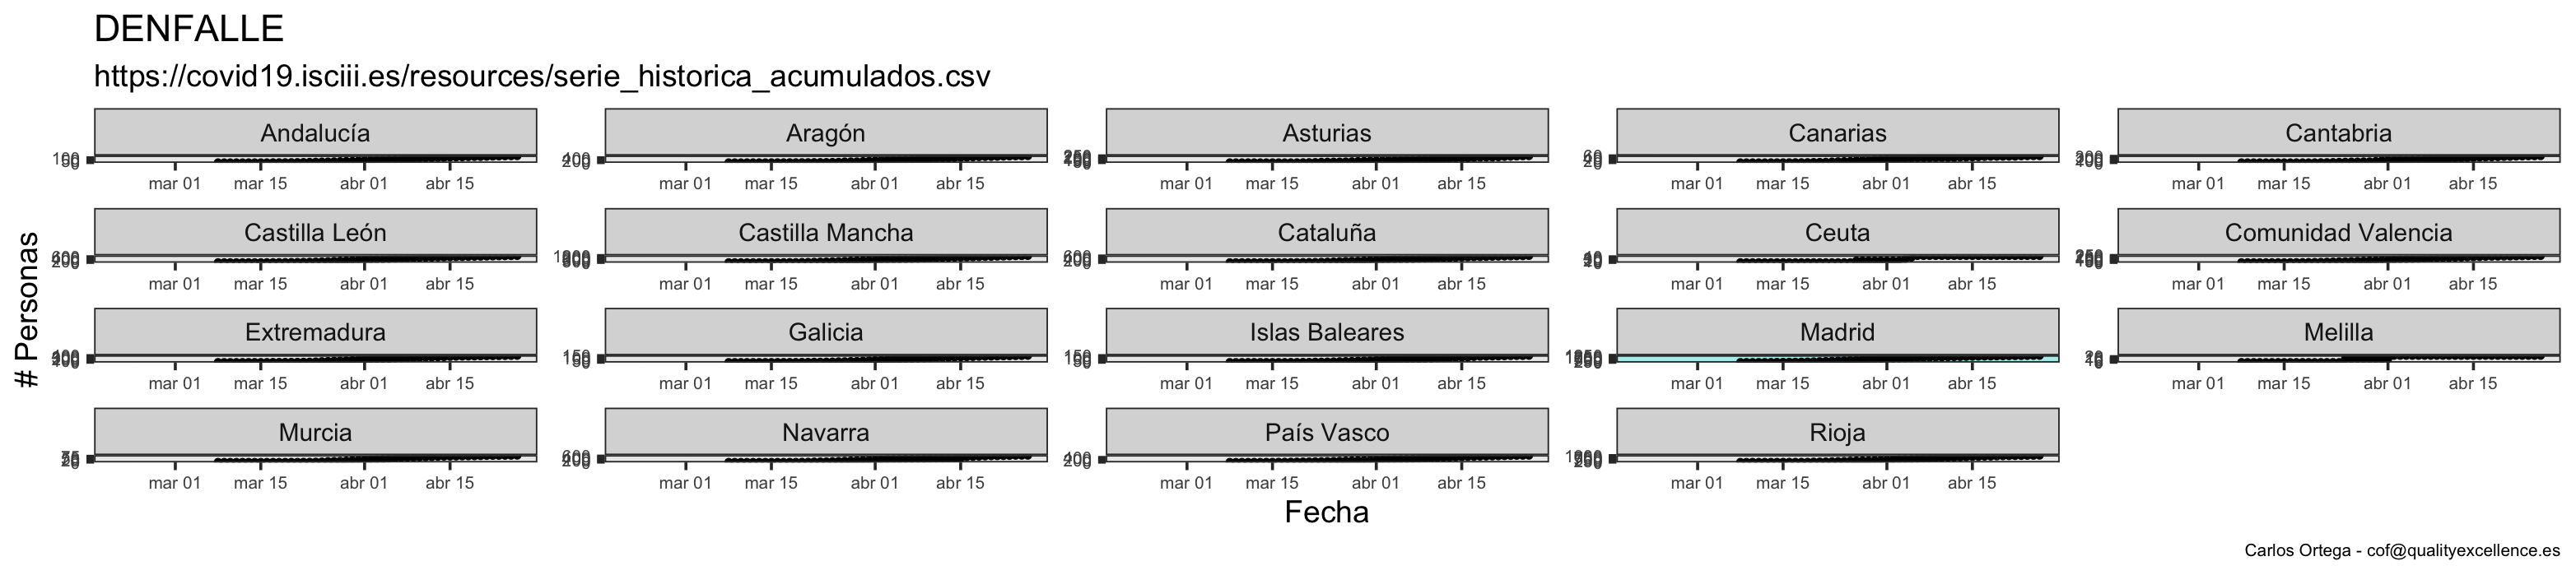 DENFALLE
https://covid19.isciii.es/resources/serie_historica_acumulados.csv
Andalucía Aragón Asturias Canarias Cantabria
mar 01 mar 15 abr 01 abr 15 mar 01 mar 15 abr 01 abr 15 mar 01 mar 15 abr 01 abr 15 mar 01 mar 15 abr 01 abr 15 mar 01 mar 15 abr 01 abr 15
Castilla León Castilla Mancha Cataluña Ceuta Comunidad Valencia
mar 01 mar 15 abr 01 abr 15 mar 01 mar 15 abr 01 abr 15 mar 01 mar 15 abr 01 abr 15 mar 01 mar 15 abr 01 abr 15 mar 01 mar 15 abr 01 abr 15
# Personas
Extremadura Galicia Islas Baleares Madrid Melilla
mar 01 mar 15 abr 01 abr 15 mar 01 mar 15 abr 01 abr 15 mar 01 mar 15 abr 01 abr 15 mar 01 mar 15 abr 01 abr 15 mar 01 mar 15 abr 01 abr 15
Murcia Navarra País Vasco Rioja
mar 01 mar 15 abr 01 abr 15 mar 01 mar 15 abr 01 abr 15 mar 01 mar 15 abr 01 abr 15 mar 01 mar 15 abr 01 abr 15
Fecha
Carlos Ortega - cof@qualityexcellence.es